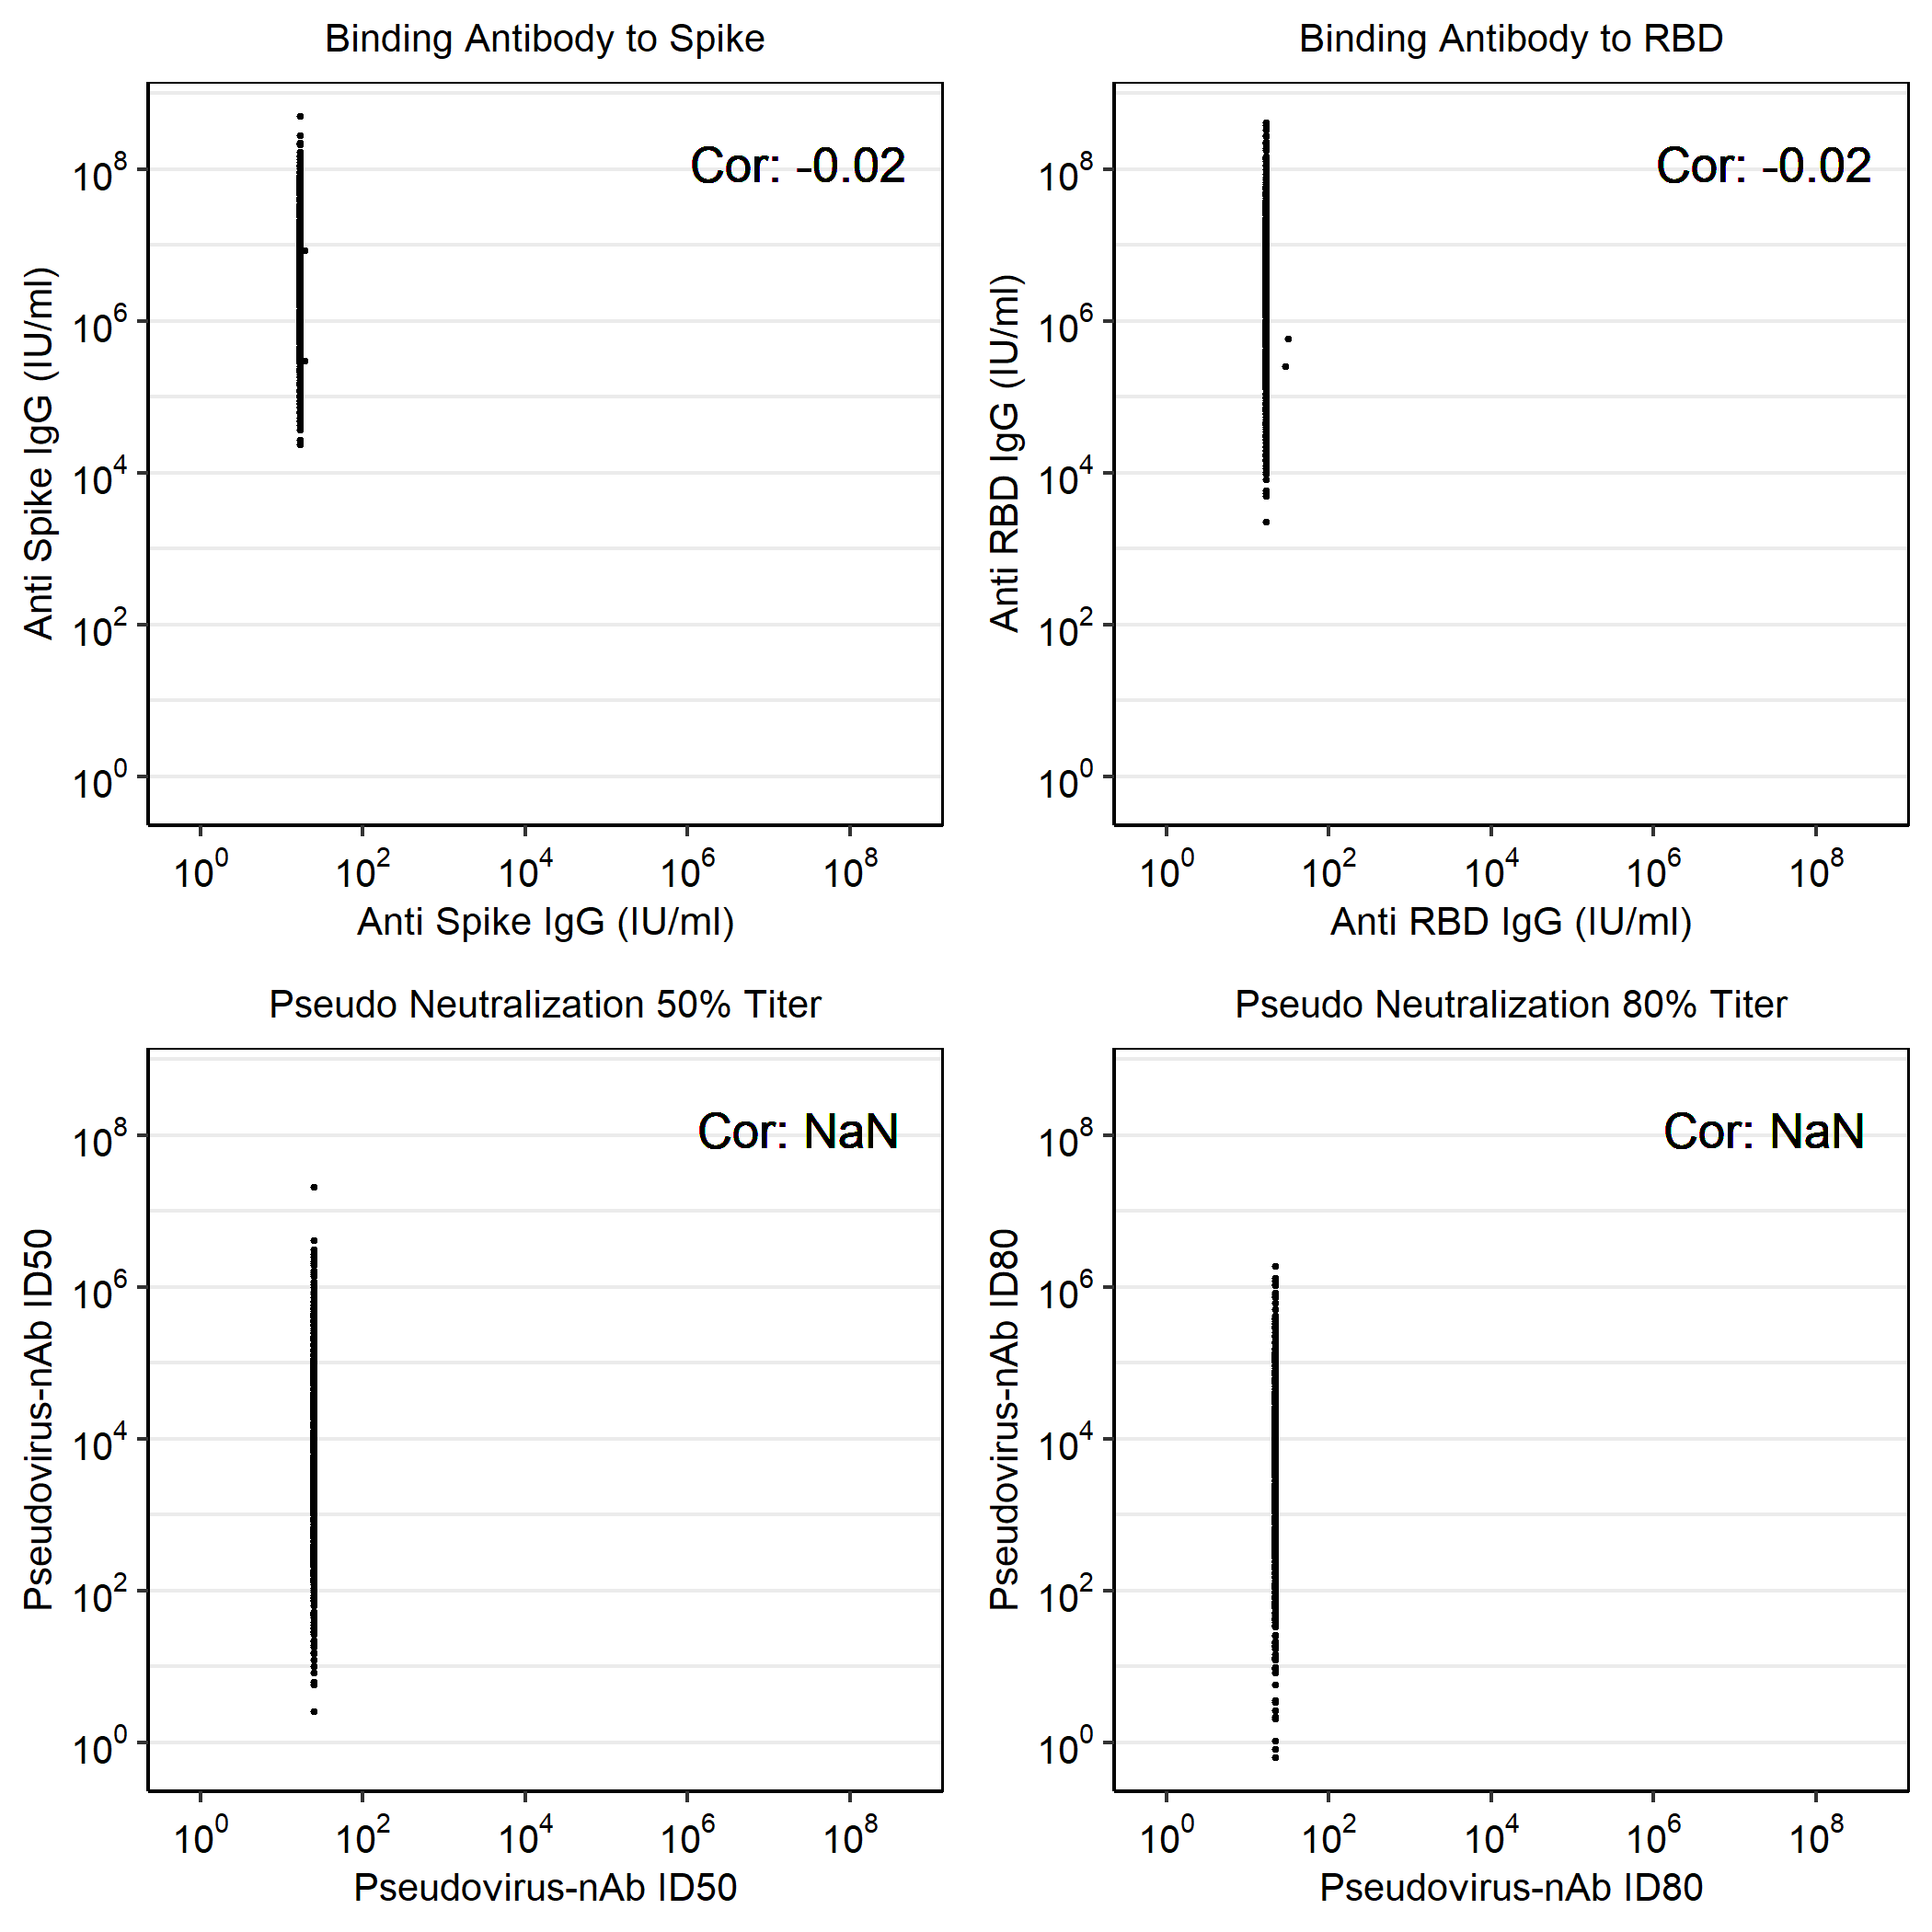 Binding Antibody to Spike
Cor: -0.02
10^8
10^6
10^4
10^2
10^0
Anti Spike IgG (IU/ml)
10^0 10^2 10^4 10^6 10^8
Anti Spike IgG (IU/ml)
Binding Antibody to RBD
Cor: -0.02
10^8
10^6
10^4
10^2
10^0
Anti RBD IgG (IU/ml)
10^0 10^2 10^4 10^6 10^8
Anti RBD IgG (IU/ml)
Pseudo Neutralization 50% Titer
Cor: NaN
10^8
10^6
10^4
10^2
10^0
Pseudovirus-nAb ID50
10^0 10^2 10^4 10^6 10^8
Pseudovirus-nAb ID50
Pseudo Neutralization 80% Titer
Cor: NaN
10^8
10^6
10^4
10^2
10^0
Pseudovirus-nAb ID80
10^0 10^2 10^4 10^6 10^8
Pseudovirus-nAb ID80